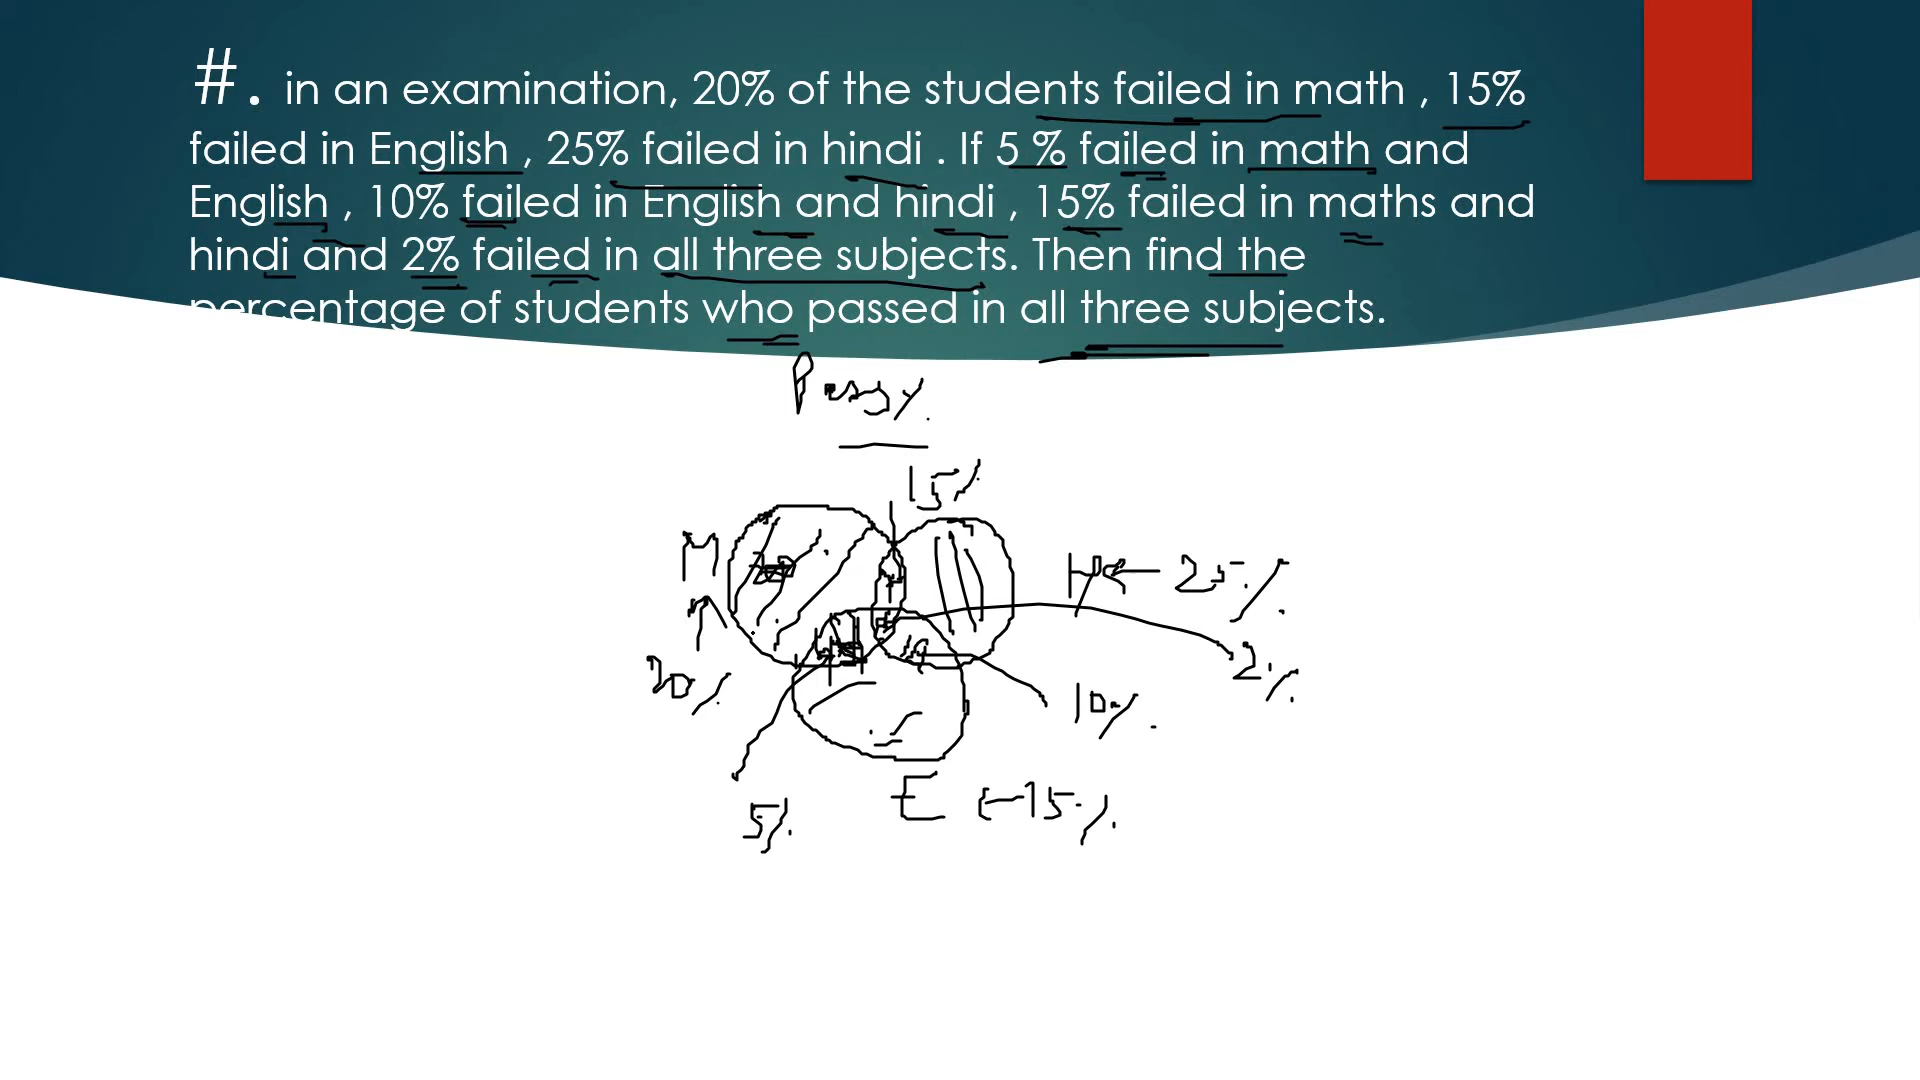 #. in an examination, 20% of the students failed in math , 15%
failed in English , 25% failed in hindi . If 5 % failed in math and
English , 10% failed in English and hindi , 15% failed in maths and
hindi and 2% failed in all three subjects. Then find the
percentage of students who passed in all three subjects.
15%
M
H ← 25%
20%
2%
10%
5%
E ← 15%